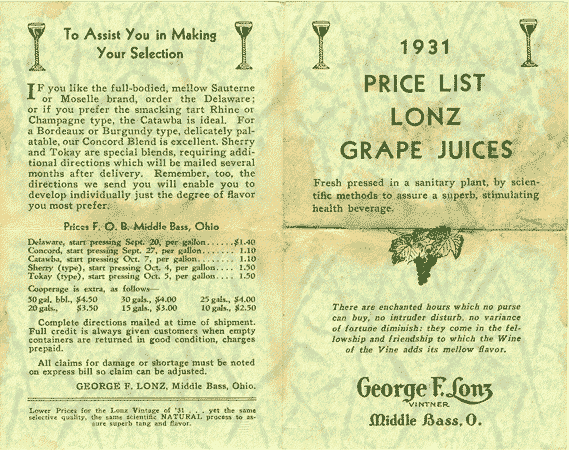 To Assist You in Making
Your Selection
IF you like the full-bodied, mellow Sauterne
or Moselle brand, order the Delaware;
or if you prefer the smacking tart Rhine or
Champagne type, the Catawba is ideal. For
a Bordeaux or Burgundy type, delicately pal-
atable, our Concord Blend is excellent. Sherry
and Tokay are special blends, requiring addi-
tional directions which will be mailed several
months after delivery. Remember, too, the
directions we send you will enable you to
develop individually just the degree of flavor
you most prefer.
Prices F. O. B. Middle Bass, Ohio
Delaware, start pressing Sept. 20, per gallon......$1.40
Concord, start pressing Sept. 27, per gallon...... 1.10
Catawba, start pressing Oct. 7, per gallon....... 1.10
Sherry (type), start pressing Oct. 4, per gallon.... 1.50
Tokay (type), start pressing Oct. 5, per gallon.... 1.50
Cooperage is extra, as follows—
50 gal. bbl., $4.50 30 gals., $4.00 25 gals., $4.00
20 gals., $3.50 15 gals., $3.00 10 gals., $2.50
Complete directions mailed at time of shipment.
Full credit is always given customers when empty
containers are returned in good condition, charges
prepaid.
All claims for damage or shortage must be noted
on express bill so claim can be adjusted.
GEORGE F. LONZ, Middle Bass, Ohio.
Lower Prices for the Lonz Vintage of '31 . . . yet the same
selective quality, the same scientific NATURAL process to as-
sure superb tang and flavor.
1931
PRICE LIST
LONZ
GRAPE JUICES
Fresh pressed in a sanitary plant, by scien-
tific methods to assure a superb, stimulating
health beverage.
There are enchanted hours which no purse
can buy, no intruder disturb, no variance
of fortune diminish: they come in the fel-
lowship and friendship to which the Wine
of the Vine adds its mellow flavor.
George F. Lonz
VINTNER
Middle Bass, O.